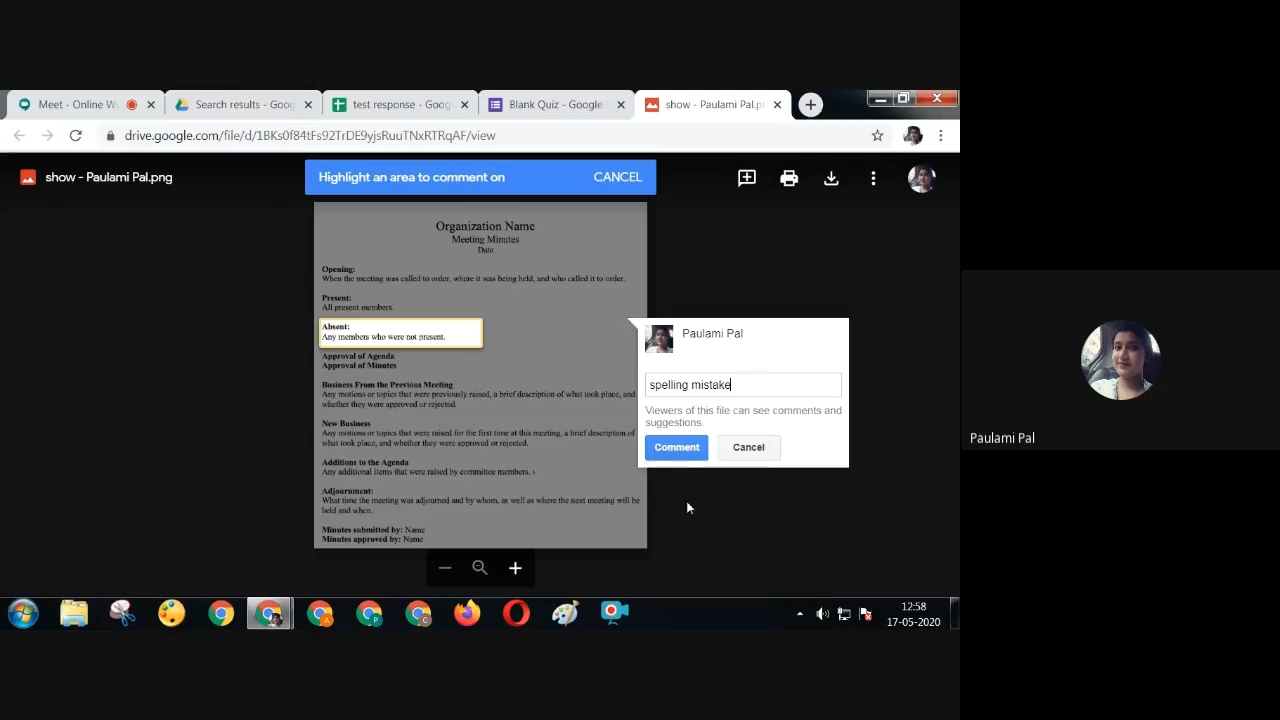 Meet - Online W
Search results - Goog
test response - Goog
Blank Quiz - Google
show - Paulami Pal.pr
drive.google.com/file/d/1BKs0f84tFs92TrDE9yjsRuuTNxRTRqAF/view
show - Paulami Pal.png
Highlight an area to comment on CANCEL
Organization Name
Meeting Minutes
Date
Opening:
When the meeting was called to order, where it was being held, and who called it to order.
Present:
All present members.
Absent:
Any members who were not present.
Approval of Agenda
Approval of Minutes
Business From the Previous Meeting
Any motions or topics that were previously raised, a brief description of what took place, and
whether they were approved or rejected.
New Business
Any motions or topics that were raised for the first time at this meeting, a brief description of
what took place, and whether they were approved or rejected.
Additions to the Agenda
Any additional items that were raised by committee members. ›
Adjournment:
What time the meeting was adjourned and by whom, as well as where the next meeting will be
held and when.
Minutes submitted by: Name
Minutes approved by: Name
Paulami Pal
spelling mistake
Viewers of this file can see comments and
suggestions.
Comment Cancel
Paulami Pal
A
P
C
12:58
17-05-2020